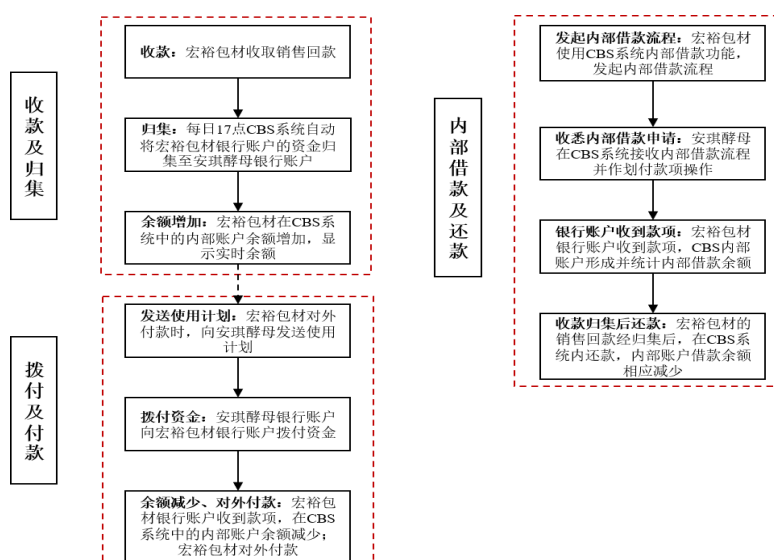 收款及归集
收款：宏裕包材收取销售回款
归集：每日17点CBS系统自动
将宏裕包材银行账户的资金归
集至安琪酵母银行账户
余额增加：宏裕包材在CBS系
统中的内部账户余额增加，显
示实时余额
拨付及付款
发送使用计划：宏裕包材对外
付款时，向安琪酵母发送使用
计划
拨付资金：安琪酵母银行账户
向宏裕包材银行账户拨付资金
余额减少、对外付款：宏裕包
材银行账户收到款项，在CBS
系统中的内部账户余额减少；
宏裕包材对外付款
内部借款及还款
发起内部借款流程：宏裕包材
使用CBS系统内部借款功能，
发起内部借款流程
收悉内部借款申请：安琪酵母
在CBS系统接收内部借款流程
并作划付款项操作
银行账户收到款项：宏裕包材
银行账户收到款项，CBS内部
账户形成并统计内部借款余额
收款归集后还款：宏裕包材的
销售回款经归集后，在CBS系
统内还款，内部账户借款余额
相应减少